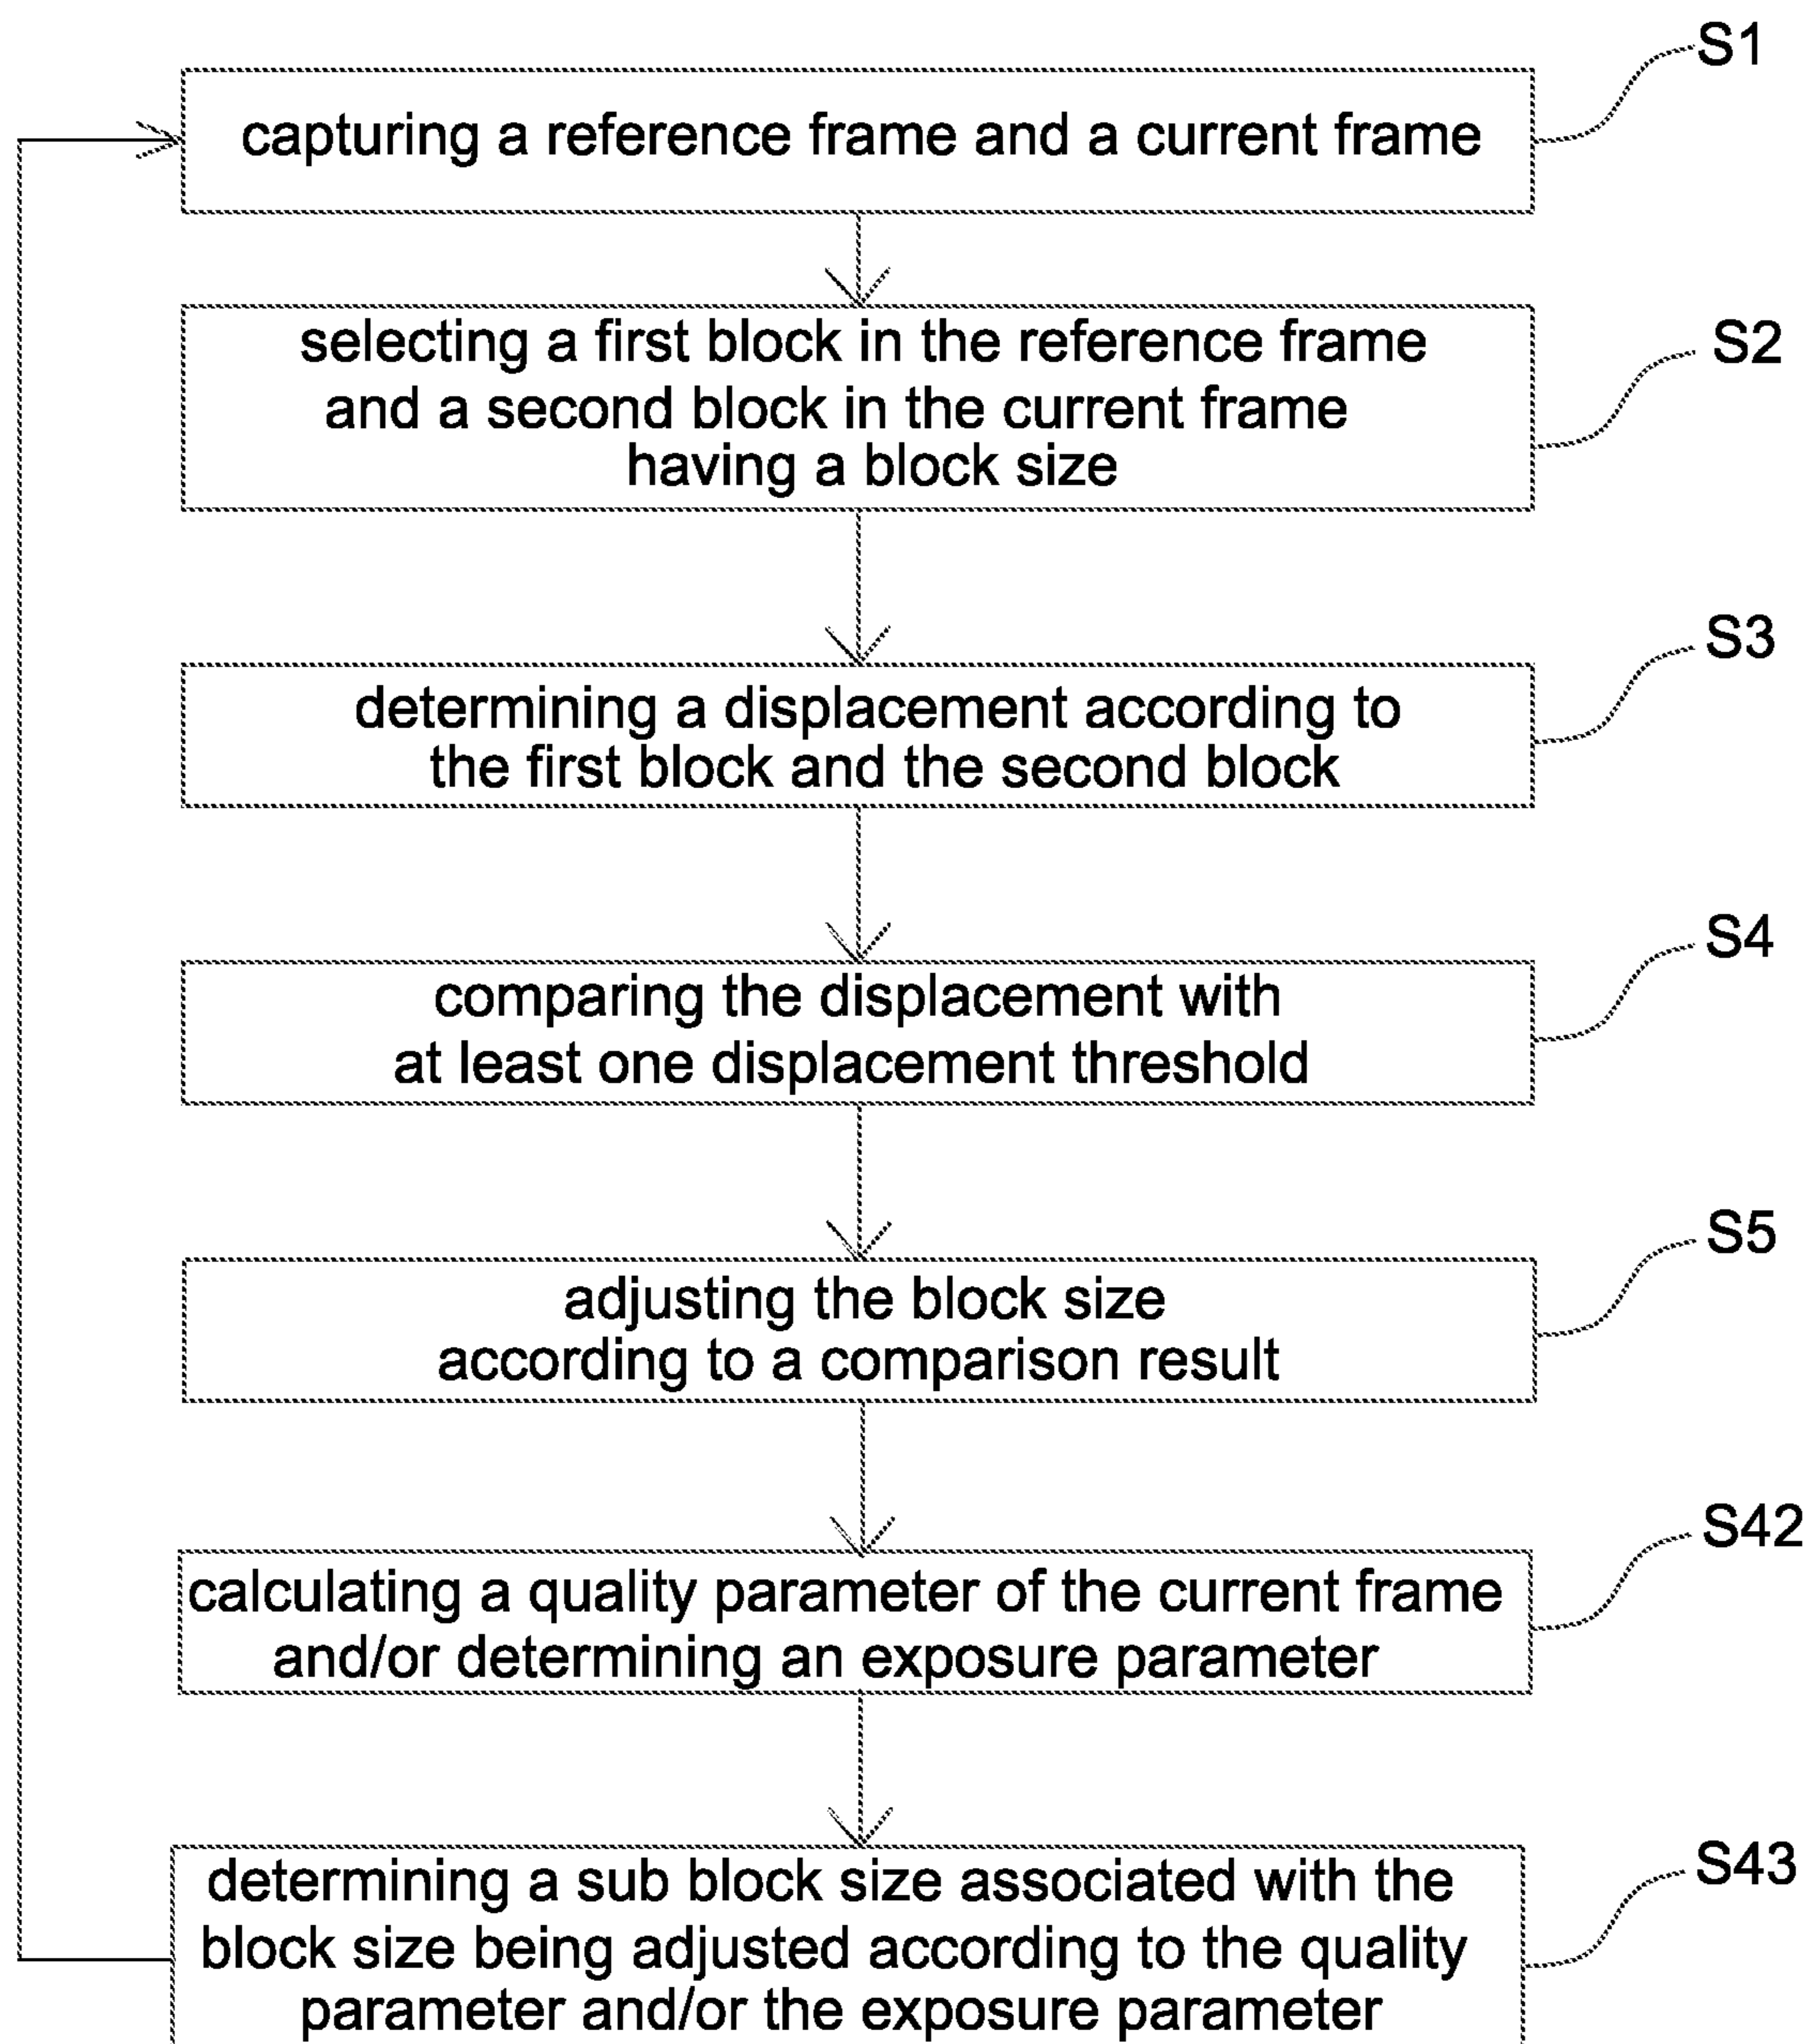 S1
capturing a reference frame and a current frame
selecting a first block in the reference frame
and a second block in the current frame
having a block size
S2
determining a displacement according to
the first block and the second block
S3
comparing the displacement with
at least one displacement threshold
S4
adjusting the block size
according to a comparison result
S5
calculating a quality parameter of the current frame
and/or determining an exposure parameter
S42
determining a sub block size associated with the
block size being adjusted according to the quality
parameter and/or the exposure parameter
S43